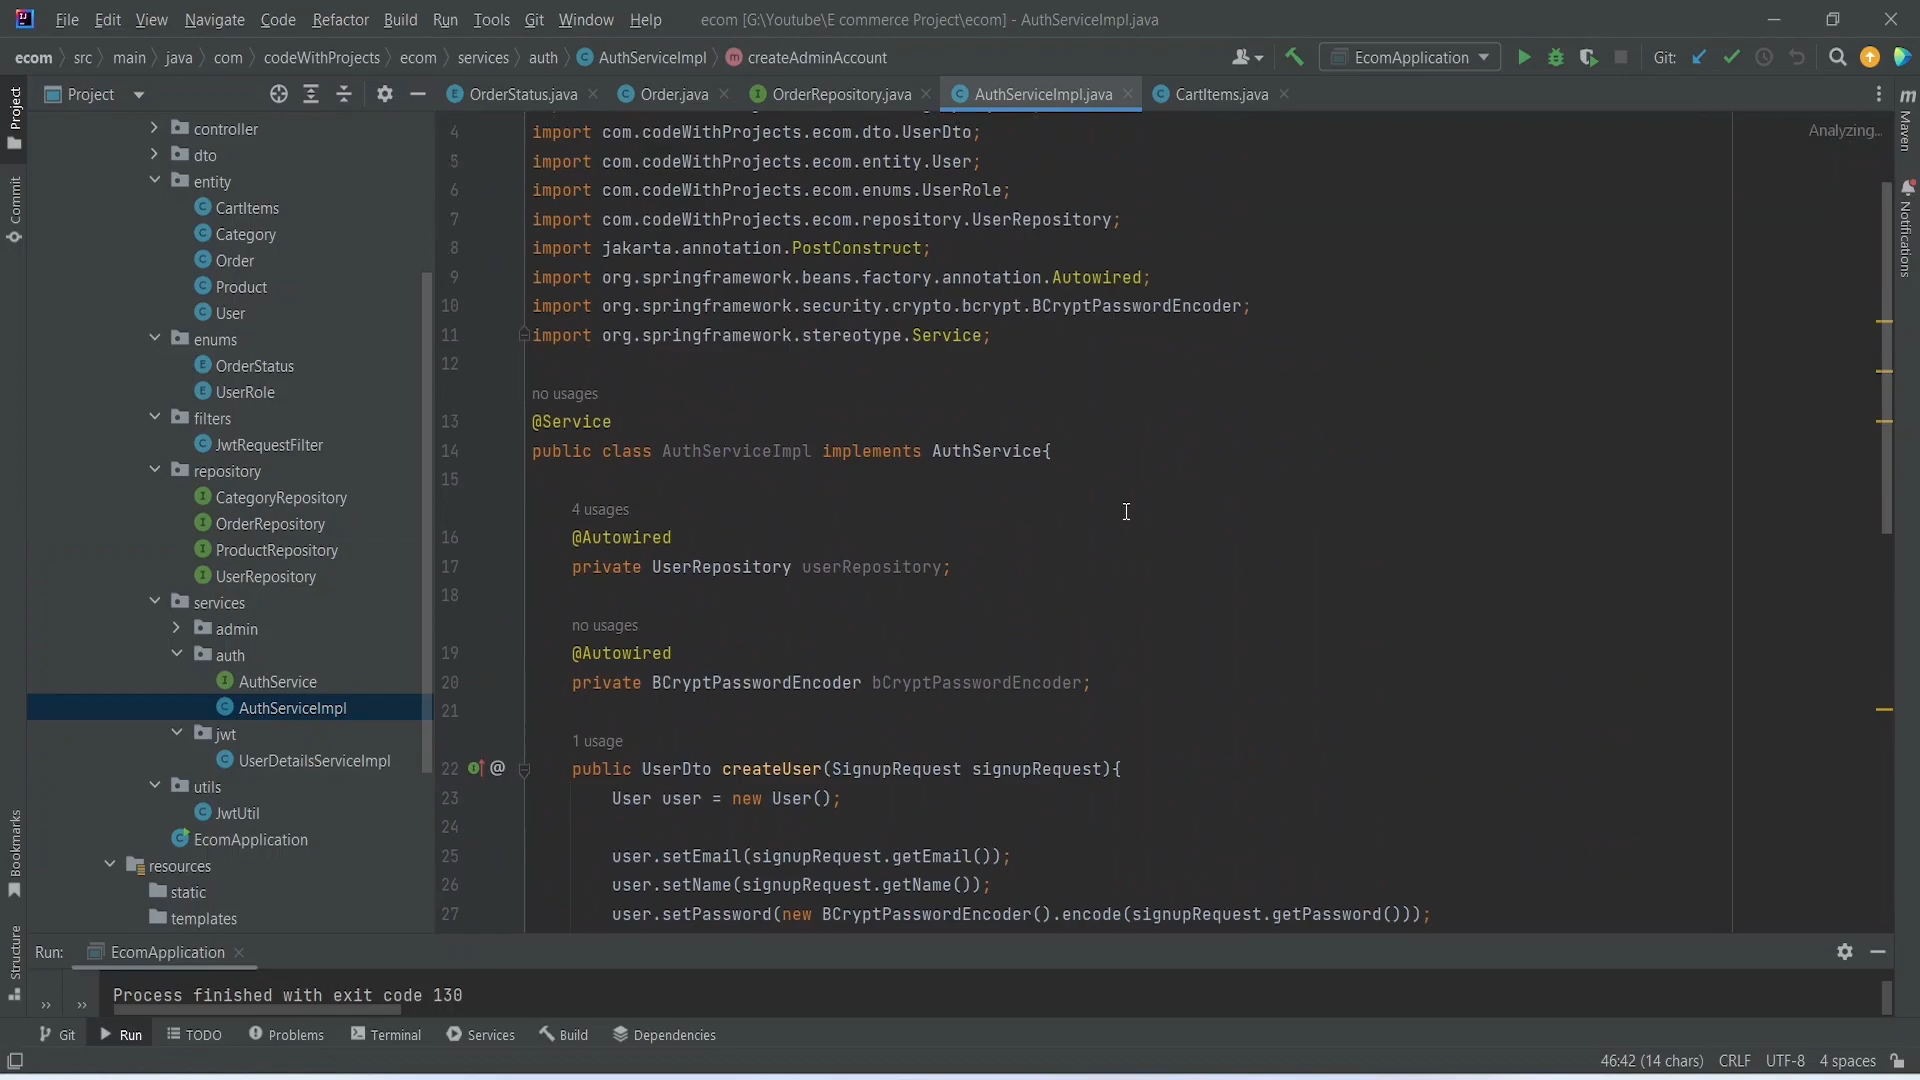 File Edit View Navigate Code Refactor Build Run Tools Git Window Help ecom [G:\Youtube\E commerce Project\ecom] - AuthServiceImpl.java
ecom src main java com codeWithProjects ecom services auth AuthServiceImpl createAdminAccount EcomApplication Git:
Project
OrderStatus.java Order.java OrderRepository.java AuthServiceImpl.java CartItems.java
Project
Commit
Bookmarks
Structure
controller
dto
entity
CartItems
Category
Order
Product
User
enums
OrderStatus
UserRole
filters
JwtRequestFilter
repository
CategoryRepository
OrderRepository
ProductRepository
UserRepository
services
admin
auth
AuthService
AuthServiceImpl
jwt
UserDetailsServiceImpl
utils
JwtUtil
EcomApplication
resources
static
templates
4 import com.codeWithProjects.ecom.dto.UserDto;
5 import com.codeWithProjects.ecom.entity.User;
6 import com.codeWithProjects.ecom.enums.UserRole;
7 import com.codeWithProjects.ecom.repository.UserRepository;
8 import jakarta.annotation.PostConstruct;
9 import org.springframework.beans.factory.annotation.Autowired;
10 import org.springframework.security.crypto.bcrypt.BCryptPasswordEncoder;
11 import org.springframework.stereotype.Service;
12
no usages
13 @Service
14 public class AuthServiceImpl implements AuthService{
15
4 usages
16 @Autowired
17 private UserRepository userRepository;
18
no usages
19 @Autowired
20 private BCryptPasswordEncoder bCryptPasswordEncoder;
21
1 usage
22 @ public UserDto createUser(SignupRequest signupRequest){
23 User user = new User();
24
25 user.setEmail(signupRequest.getEmail());
26 user.setName(signupRequest.getName());
27 user.setPassword(new BCryptPasswordEncoder().encode(signupRequest.getPassword()));
Analyzing...
Maven
Notifications
Run: EcomApplication
Process finished with exit code 130
Git Run TODO Problems Terminal Services Build Dependencies
46:42 (14 chars) CRLF UTF-8 4 spaces